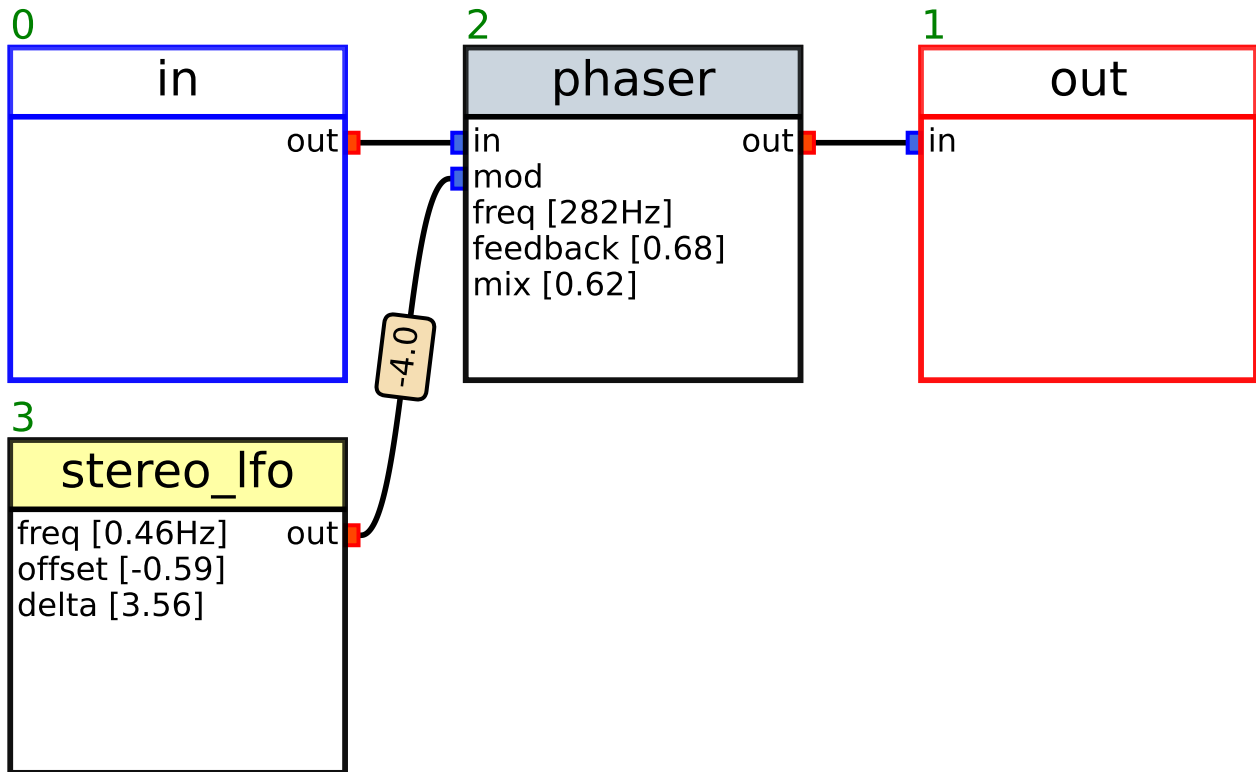 0
in
out
2
phaser
in
out
mod
freq [282Hz]
feedback [0.68]
mix [0.62]
1
out
in
-4.0
3
stereo_lfo
freq [0.46Hz]
out
offset [-0.59]
delta [3.56]